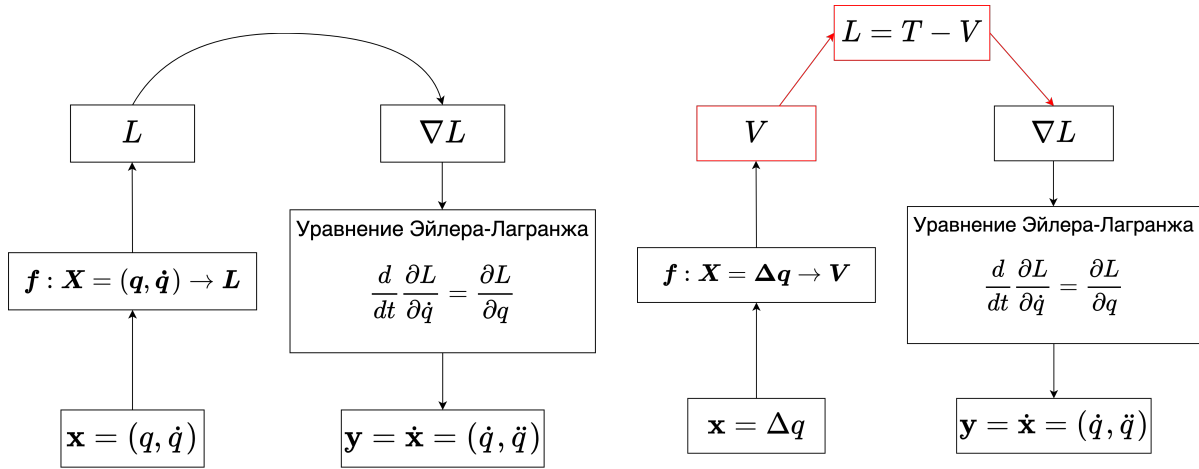 L
∇L
Уравнение Эйлера-Лагранжа
d/dt ∂L/∂q̇ = ∂L/∂q
f : X = (q, q̇) → L
x = (q, q̇)
y = ẋ = (q̇, q̈)
L = T − V
V
∇L
Уравнение Эйлера-Лагранжа
d/dt ∂L/∂q̇ = ∂L/∂q
f : X = Δq → V
x = Δq
y = ẋ = (q̇, q̈)